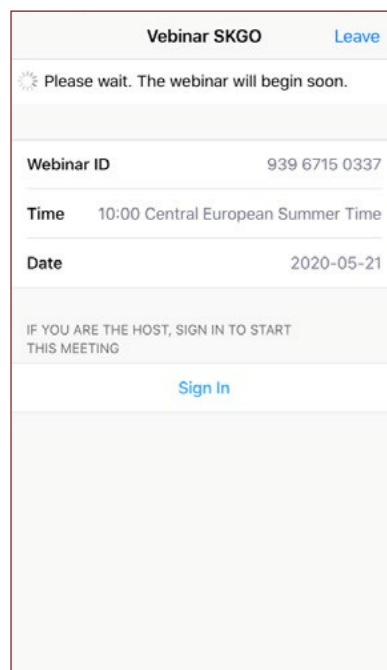 Vebinar SKGO Leave
Please wait. The webinar will begin soon.
Webinar ID 939 6715 0337
Time 10:00 Central European Summer Time
Date 2020-05-21
IF YOU ARE THE HOST, SIGN IN TO START
THIS MEETING
Sign In